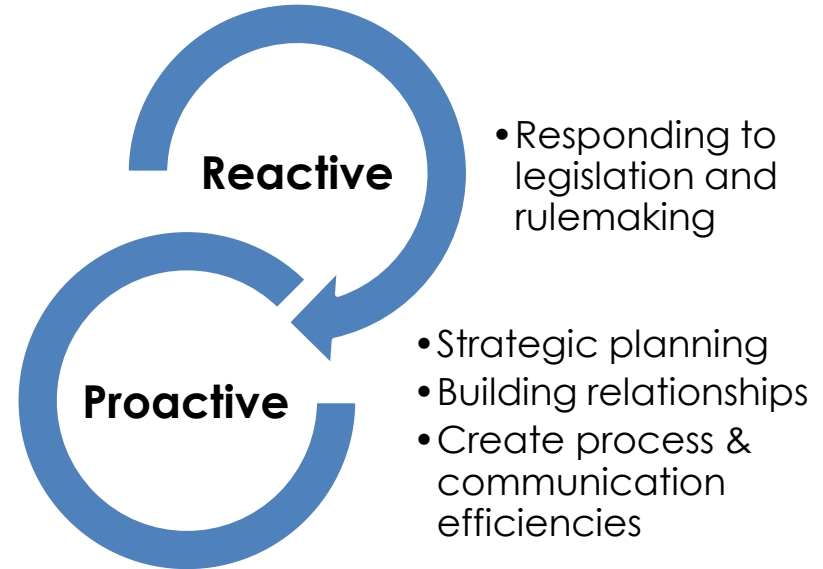 Reactive
•Responding to
legislation and
rulemaking
Proactive
•Strategic planning
•Building relationships
•Create process &
communication
efficiencies